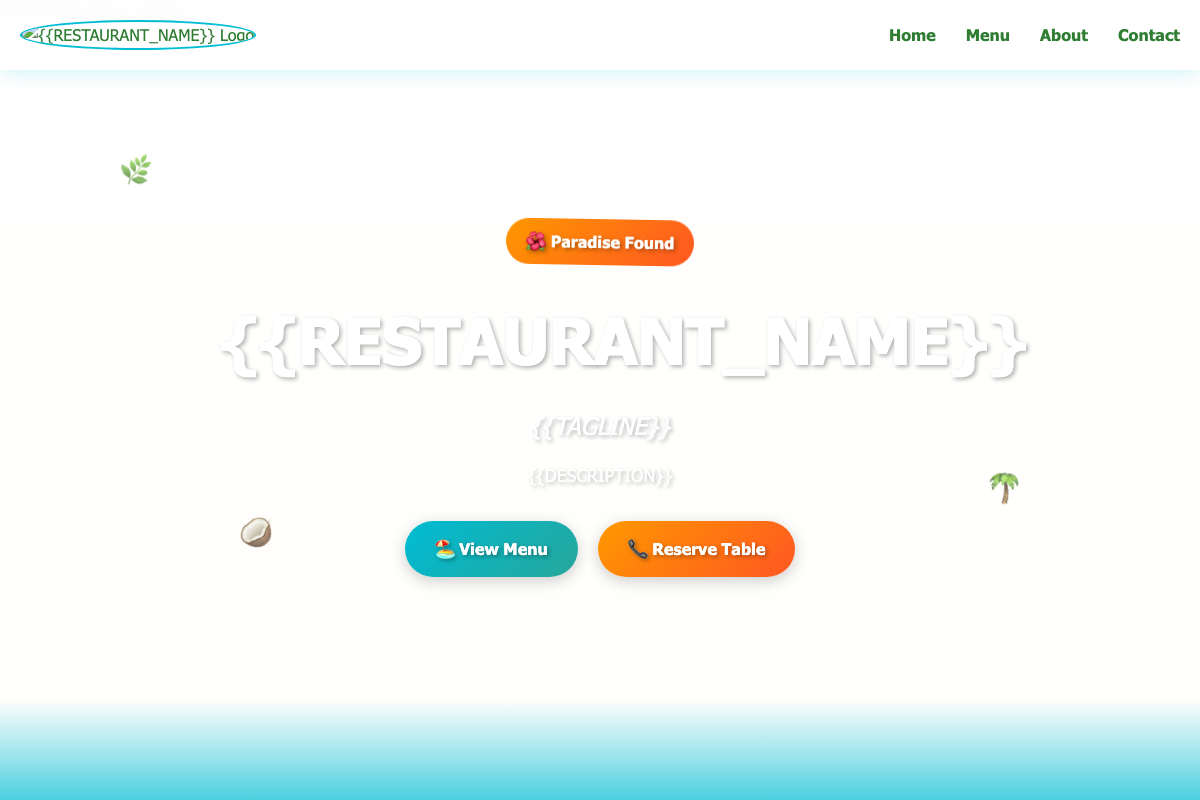 {{RESTAURANT_NAME}} Logo
Home Menu About Contact
🌺 Paradise Found
{{RESTAURANT_NAME}}
{{TAGLINE}}
{{DESCRIPTION}}
🏖️ View Menu
📞 Reserve Table